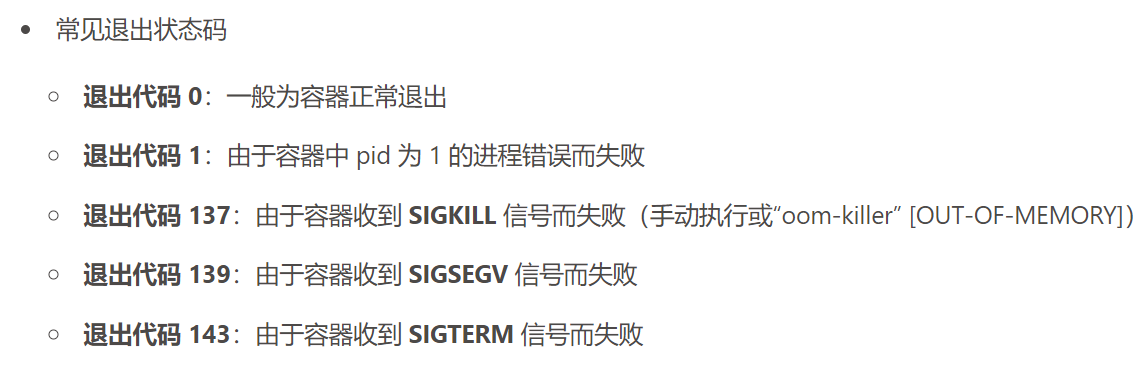 常见退出状态码
退出代码 0：一般为容器正常退出
退出代码 1：由于容器中 pid 为 1 的进程错误而失败
退出代码 137：由于容器收到 SIGKILL 信号而失败（手动执行或“oom-killer” [OUT-OF-MEMORY]）
退出代码 139：由于容器收到 SIGSEGV 信号而失败
退出代码 143：由于容器收到 SIGTERM 信号而失败